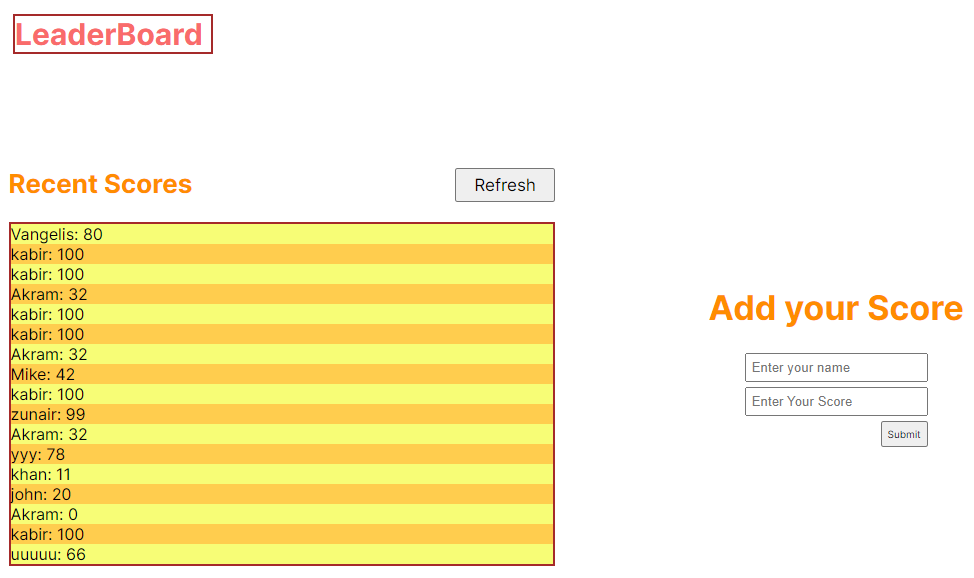 LeaderBoard
Recent Scores
Refresh
Vangelis: 80
kabir: 100
kabir: 100
Akram: 32
kabir: 100
kabir: 100
Akram: 32
Mike: 42
kabir: 100
zunair: 99
Akram: 32
yyy: 78
khan: 11
john: 20
Akram: 0
kabir: 100
uuuuu: 66
Add your Score
Enter your name
Enter Your Score
Submit